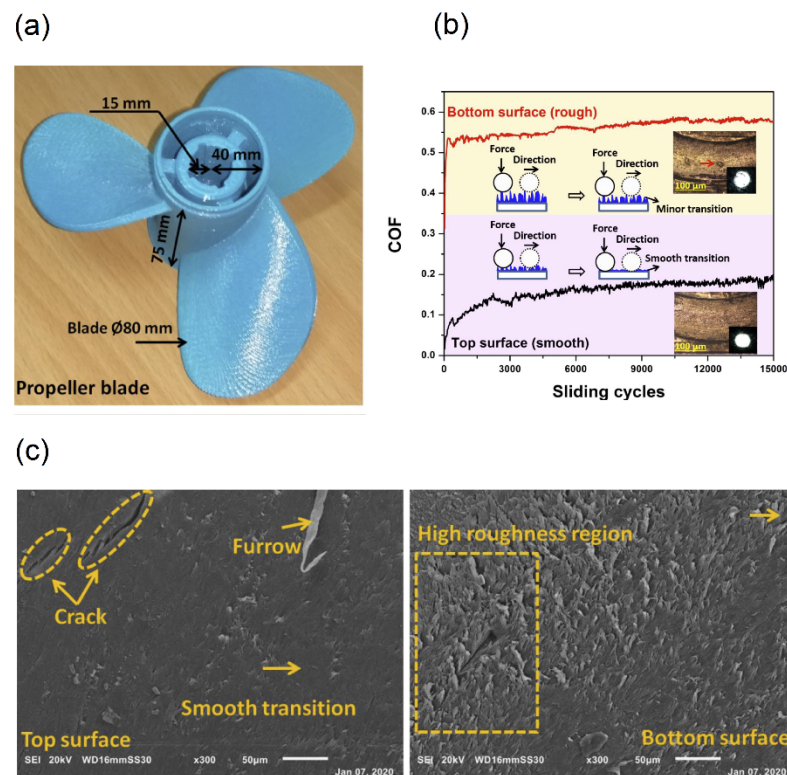 (a)
15 mm
40 mm
75 mm
Blade Ø80 mm
Propeller blade
(b)
0.6
0.5
0.4
0.3
0.2
0.1
0.0
COF
Bottom surface (rough)
Force
Direction
Force
Direction
Minor transition
100 µm
Force
Direction
Force
Direction
Smooth transition
100 µm
Top surface (smooth)
0
3000
6000
9000
12000
15000
Sliding cycles
(c)
Crack
Furrow
Smooth transition
Top surface
SEI 20kV WD16mmSS30 x300 50µm
Jan 07, 2020
High roughness region
Bottom surface
SEI 20kV WD16mmSS30 x300 50µm
Jan 07, 2020